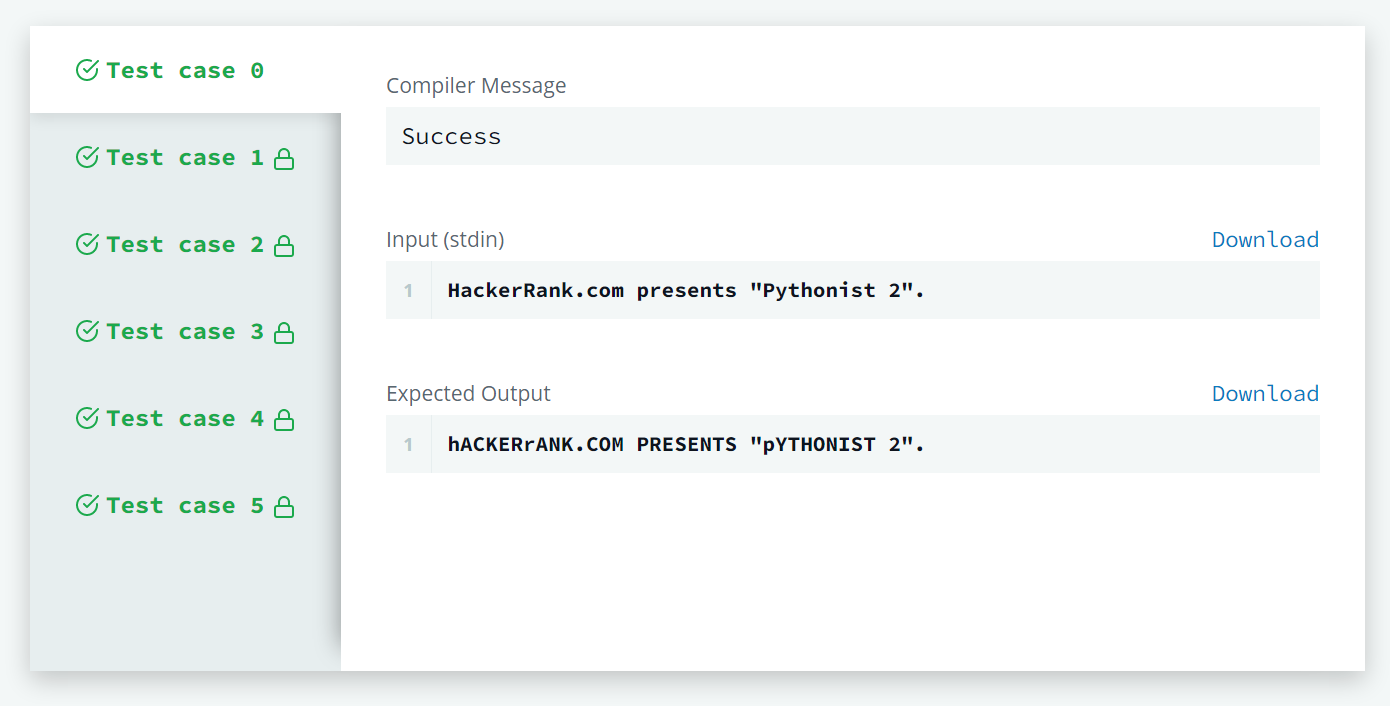 Test case 0
Test case 1
Test case 2
Test case 3
Test case 4
Test case 5
Compiler Message
Success
Input (stdin)
Download
1 HackerRank.com presents "Pythonist 2".
Expected Output
Download
1 hACKERrANK.COM PRESENTS "pYTHONIST 2".